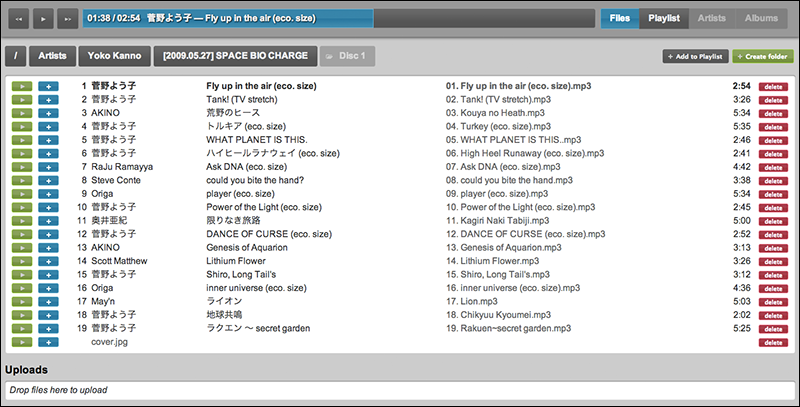 01:38 / 02:54 菅野よう子 — Fly up in the air (eco. size) Files Playlist Artists Albums
/ Artists Yoko Kanno [2009.05.27] SPACE BIO CHARGE Disc 1 + Add to Playlist + Create folder
+ 1 菅野よう子 Fly up in the air (eco. size) 01. Fly up in the air (eco. size).mp3 2:54 delete
+ 2 菅野よう子 Tank! (TV stretch) 02. Tank! (TV stretch).mp3 3:26 delete
+ 3 AKINO 荒野のヒース 03. Kouya no Heath.mp3 5:34 delete
+ 4 菅野よう子 トルキア (eco. size) 04. Turkey (eco. size).mp3 5:35 delete
+ 5 菅野よう子 WHAT PLANET IS THIS. 05. WHAT PLANET IS THIS..mp3 2:46 delete
+ 6 菅野よう子 ハイヒールラナウェイ (eco. size) 06. High Heel Runaway (eco. size).mp3 2:41 delete
+ 7 RaJu Ramayya Ask DNA (eco. size) 07. Ask DNA (eco. size).mp3 4:42 delete
+ 8 Steve Conte could you bite the hand? 08. could you bite the hand.mp3 3:38 delete
+ 9 Origa player (eco. size) 09. player (eco. size).mp3 5:34 delete
+ 10 菅野よう子 Power of the Light (eco. size) 10. Power of the Light (eco. size).mp3 2:45 delete
+ 11 奥井亜紀 限りなき旅路 11. Kagiri Naki Tabiji.mp3 5:00 delete
+ 12 菅野よう子 DANCE OF CURSE (eco. size) 12. DANCE OF CURSE (eco. size).mp3 2:52 delete
+ 13 AKINO Genesis of Aquarion 13. Genesis of Aquarion.mp3 3:13 delete
+ 14 Scott Matthew Lithium Flower 14. Lithium Flower.mp3 3:26 delete
+ 15 菅野よう子 Shiro, Long Tail's 15. Shiro, Long Tail's.mp3 3:12 delete
+ 16 Origa inner universe (eco. size) 16. inner universe (eco. size).mp3 4:36 delete
+ 17 May'n ライオン 17. Lion.mp3 5:03 delete
+ 18 菅野よう子 地球共鳴 18. Chikyuu Kyoumei.mp3 2:02 delete
+ 19 菅野よう子 ラクエン 〜 secret garden 19. Rakuen~secret garden.mp3 5:25 delete
+ cover.jpg delete
Uploads
Drop files here to upload